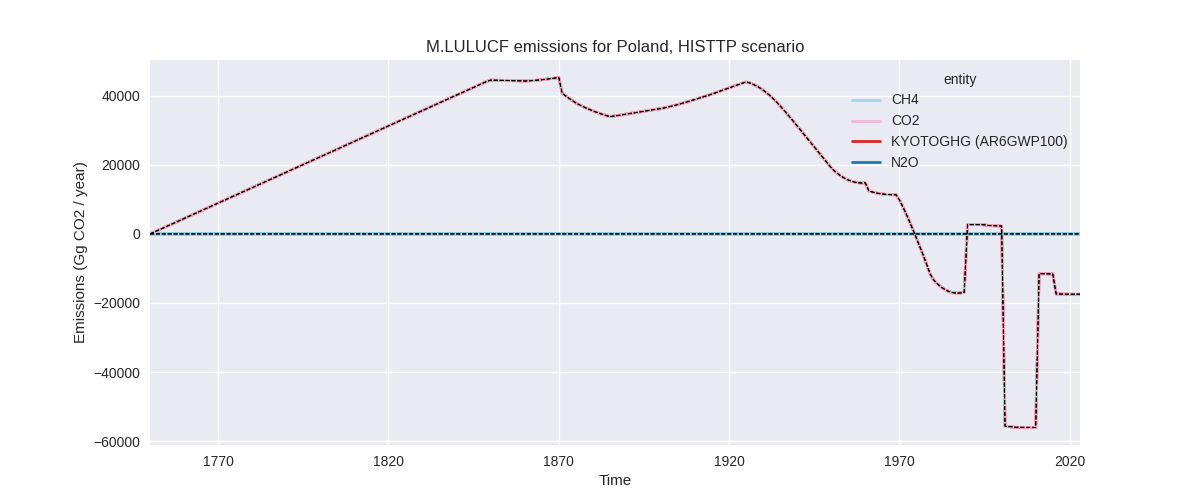 M.LULUCF emissions for Poland, HISTTP scenario
entity
CH4
CO2
KYOTOGHG (AR6GWP100)
N2O
Emissions (Gg CO2 / year)
40000
20000
0
−20000
−40000
−60000
1770
1820
1870
1920
1970
2020
Time